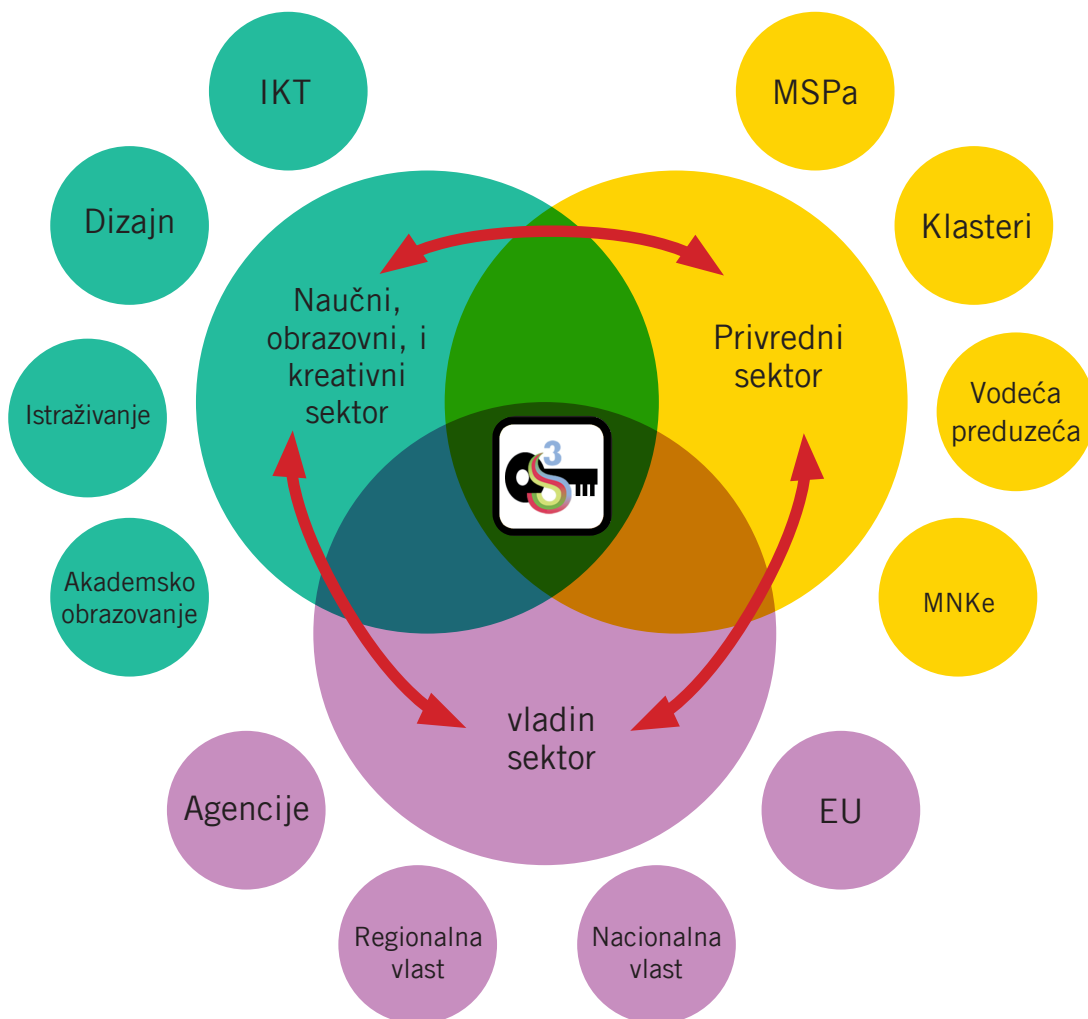 IKT
MSPa
Dizajn
Klasteri
Naučni,
obrazovni, i
kreativni
sektor
Privredni
sektor
Istraživanje
Vodeća
preduzeća
3
Akademsko
obrazovanje
MNKe
vladin
sektor
Agencije
EU
Regionalna
vlast
Nacionalna
vlast